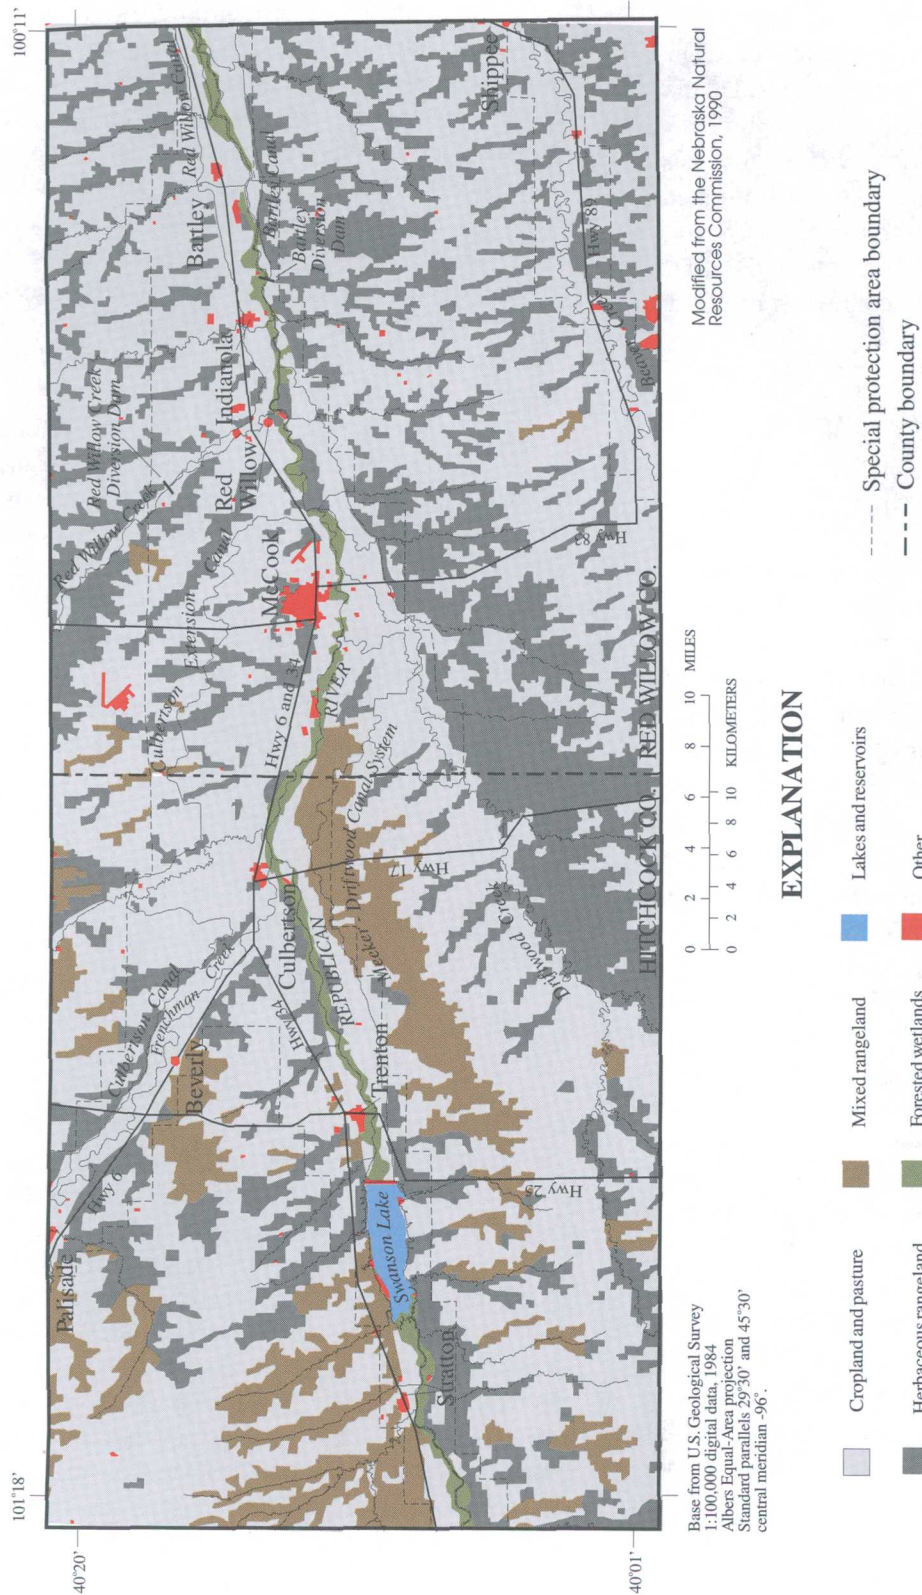 101°18'
100°11'
40°20'
40°01'
Palisade
Hwy 6
Beverly
Culbertson Canal
Frenchman Creek
Culbertson
Hwy 34
REPUBLICAN
Trenton
Swanson Lake
Stratton
Hwy 25
Meeker
Driftwood Canal System
Hwy 17
Driftwood Creek
Culbertson
Extension
Canal
Hwy 6 and 34
RIVER
McCook
Red Willow Creek
Red Willow Creek
Diversion Dam
Red
Willow
Indianola
Bartley
Red Willow Canal
Bartley Canal
Bartley
Diversion
Dam
Hwy 83
Hwy 89
Beaver Creek
Shippee
HITCHCOCK CO.
RED WILLOW CO.
Base from U.S. Geological Survey
1:100,000 digital data, 1984
Albers Equal-Area projection
Standard parallels 29°30' and 45°30'
central meridian -96°.
0 2 4 6 8 10 MILES
0 2 4 6 8 10 KILOMETERS
Modified from the Nebraska Natural
Resources Commission, 1990
EXPLANATION
Cropland and pasture
Mixed rangeland
Lakes and reservoirs
Special protection area boundary
Herbaceous rangeland
Forested wetlands
Other
County boundary